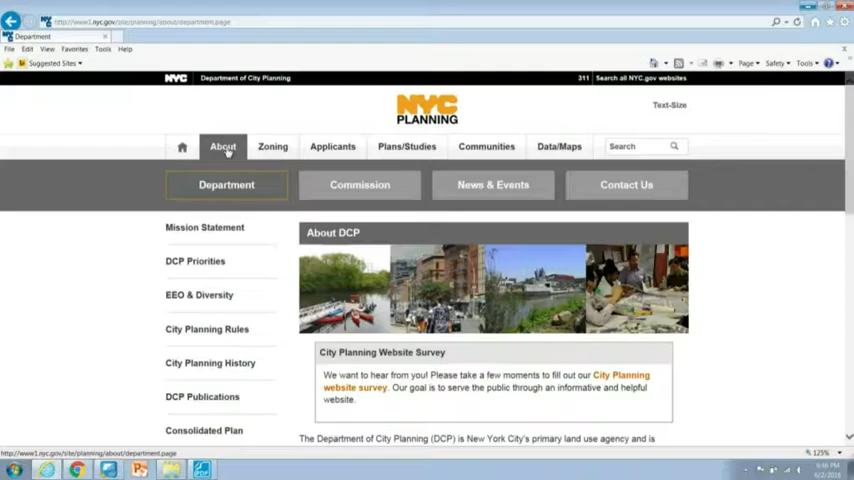 http://www1.nyc.gov/site/planning/about/department.page
Department
File Edit View Favorites Tools Help
Suggested Sites
Page Safety Tools
NYC Department of City Planning 311 Search all NYC.gov websites
NYC
PLANNING
Text-Size
About Zoning Applicants Plans/Studies Communities Data/Maps Search
Department Commission News & Events Contact Us
Mission Statement
About DCP
DCP Priorities
EEO & Diversity
City Planning Rules
City Planning Website Survey
City Planning History
We want to hear from you! Please take a few moments to fill out our City Planning
website survey. Our goal is to serve the public through an informative and helpful
website.
DCP Publications
Consolidated Plan
The Department of City Planning (DCP) is New York City's primary land use agency and is
http://www1.nyc.gov/site/planning/about/department.page
125%
6:46 PM
6/2/2016